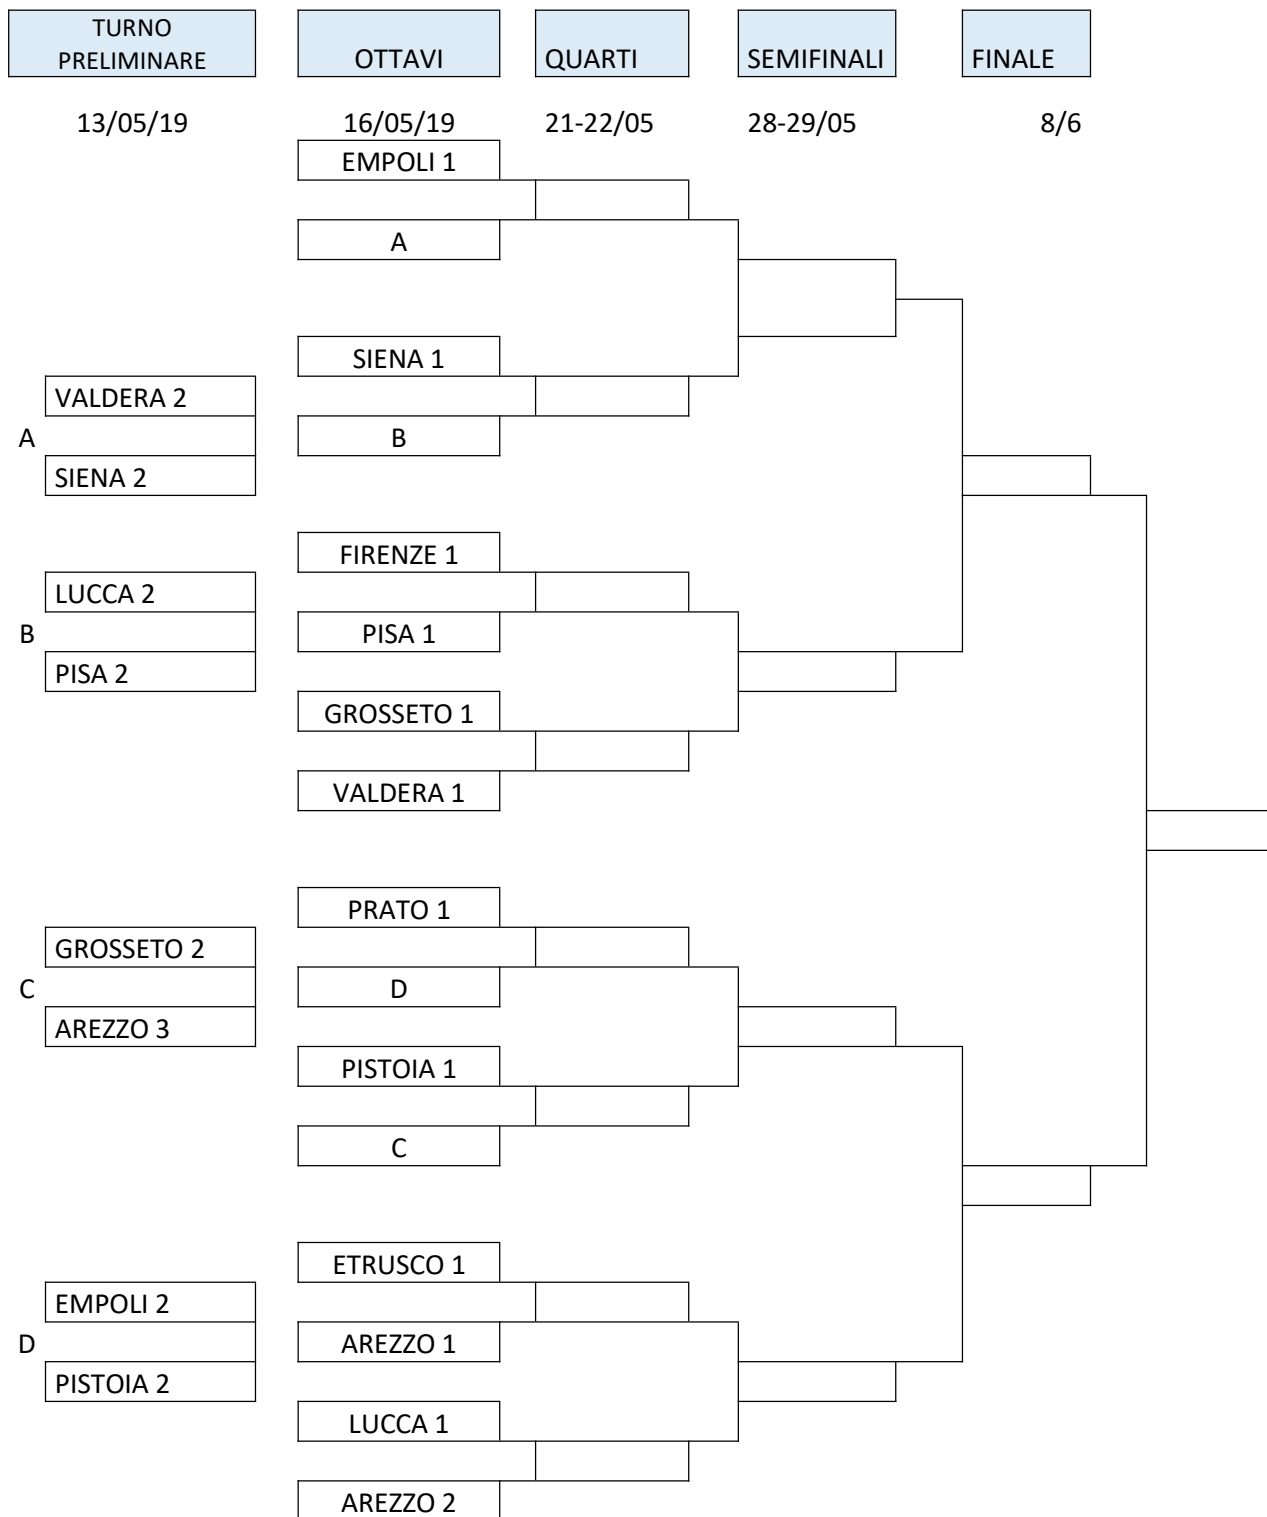 TURNO
PRELIMINARE
OTTAVI
QUARTI
SEMIFINALI
FINALE
13/05/19
16/05/19
21-22/05
28-29/05
8/6
EMPOLI 1
A
SIENA 1
VALDERA 2
A
B
SIENA 2
FIRENZE 1
LUCCA 2
B
PISA 1
PISA 2
GROSSETO 1
VALDERA 1
PRATO 1
GROSSETO 2
C
D
AREZZO 3
PISTOIA 1
C
ETRUSCO 1
EMPOLI 2
D
AREZZO 1
PISTOIA 2
LUCCA 1
AREZZO 2